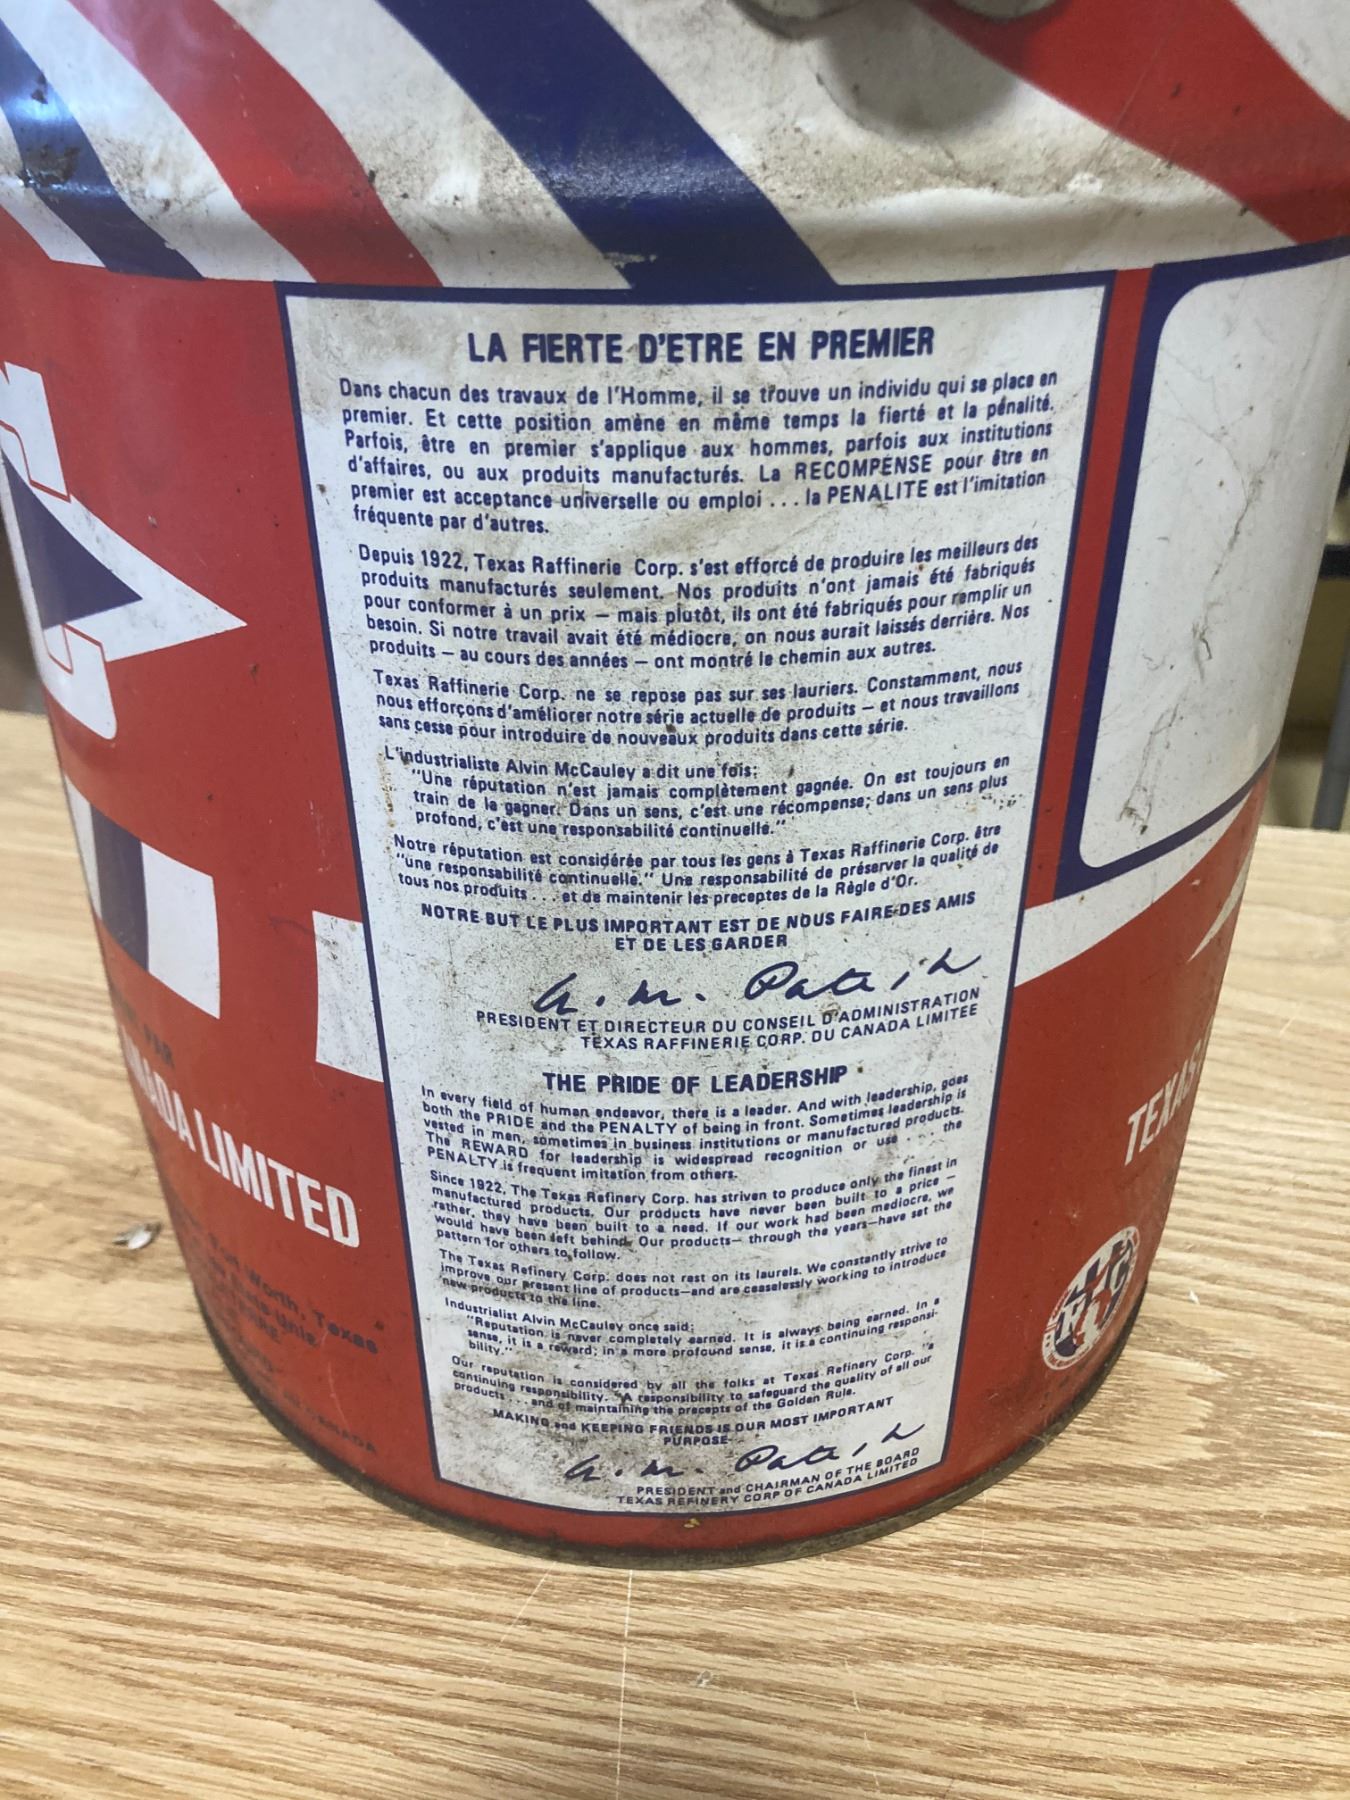 LA FIERTE D'ETRE EN PREMIER
Dans chacun des travaux de l'Homme, il se trouve un individu qui se place en
premier. Et cette position amène en même temps la fierté et la pénalité.
Parfois, être en premier s'applique aux hommes, parfois aux institutions
d'affaires, ou aux produits manufacturés. La RECOMPENSE pour être en
premier est acceptance universelle ou emploi . . . la PENALITE est l'imitation
fréquente par d'autres.
Depuis 1922, Texas Raffinerie Corp. s'est efforcé de produire les meilleurs des
produits manufacturés seulement. Nos produits n'ont jamais été fabriqués
pour conformer à un prix — mais plutôt, ils ont été fabriqués pour remplir un
besoin. Si notre travail avait été médiocre, on nous aurait laissés derrière. Nos
produits — au cours des années — ont montré le chemin aux autres.
Texas Raffinerie Corp. ne se repose pas sur ses lauriers. Constamment, nous
nous efforçons d'améliorer notre série actuelle de produits — et nous travaillons
sans cesse pour introduire de nouveaux produits dans cette série.
L'industrialiste Alvin McCauley a dit une fois:
"Une réputation n'est jamais complètement gagnée. On est toujours en
train de la gagner. Dans un sens, c'est une récompense; dans un sens plus
profond, c'est une responsabilité continuelle."
Notre réputation est considérée par tous les gens à Texas Raffinerie Corp. être
"une responsabilité continuelle." Une responsabilité de préserver la qualité de
tous nos produits . . . et de maintenir les preceptes de la Règle d'Or.
NOTRE BUT LE PLUS IMPORTANT EST DE NOUS FAIRE DES AMIS
ET DE LES GARDER
A. M. Pate, Jr.
PRESIDENT ET DIRECTEUR DU CONSEIL D'ADMINISTRATION
TEXAS RAFFINERIE CORP. DU CANADA LIMITEE
THE PRIDE OF LEADERSHIP
In every field of human endeavor, there is a leader. And with leadership, goes
both the PRIDE and the PENALTY of being in front. Sometimes leadership is
vested in men, sometimes in business institutions or manufactured products.
The REWARD for leadership is widespread recognition or use . . . the
PENALTY is frequent imitation from others.
Since 1922, The Texas Refinery Corp. has striven to produce only the finest in
manufactured products. Our products have never been built to a price —
rather, they have been built to a need. If our work had been mediocre, we
would have been left behind. Our products— through the years—have set the
pattern for others to follow.
The Texas Refinery Corp. does not rest on its laurels. We constantly strive to
improve our present line of products—and are ceaselessly working to introduce
new products to the line.
Industrialist Alvin McCauley once said:
"Reputation is never completely earned. It is always being earned. In a
sense, it is a reward; in a more profound sense, it is a continuing responsi-
bility."
Our reputation is considered by all the folks at Texas Refinery Corp. "a
continuing responsibility. "A responsibility to safeguard the quality of all our
products . . . and of maintaining the precepts of the Golden Rule.
MAKING and KEEPING FRIENDS IS OUR MOST IMPORTANT
PURPOSE
A. M. Pate, Jr.
PRESIDENT and CHAIRMAN OF THE BOARD
TEXAS REFINERY CORP OF CANADA LIMITED
PAR
NADA LIMITED
Fort Worth, Texas
TEXAS